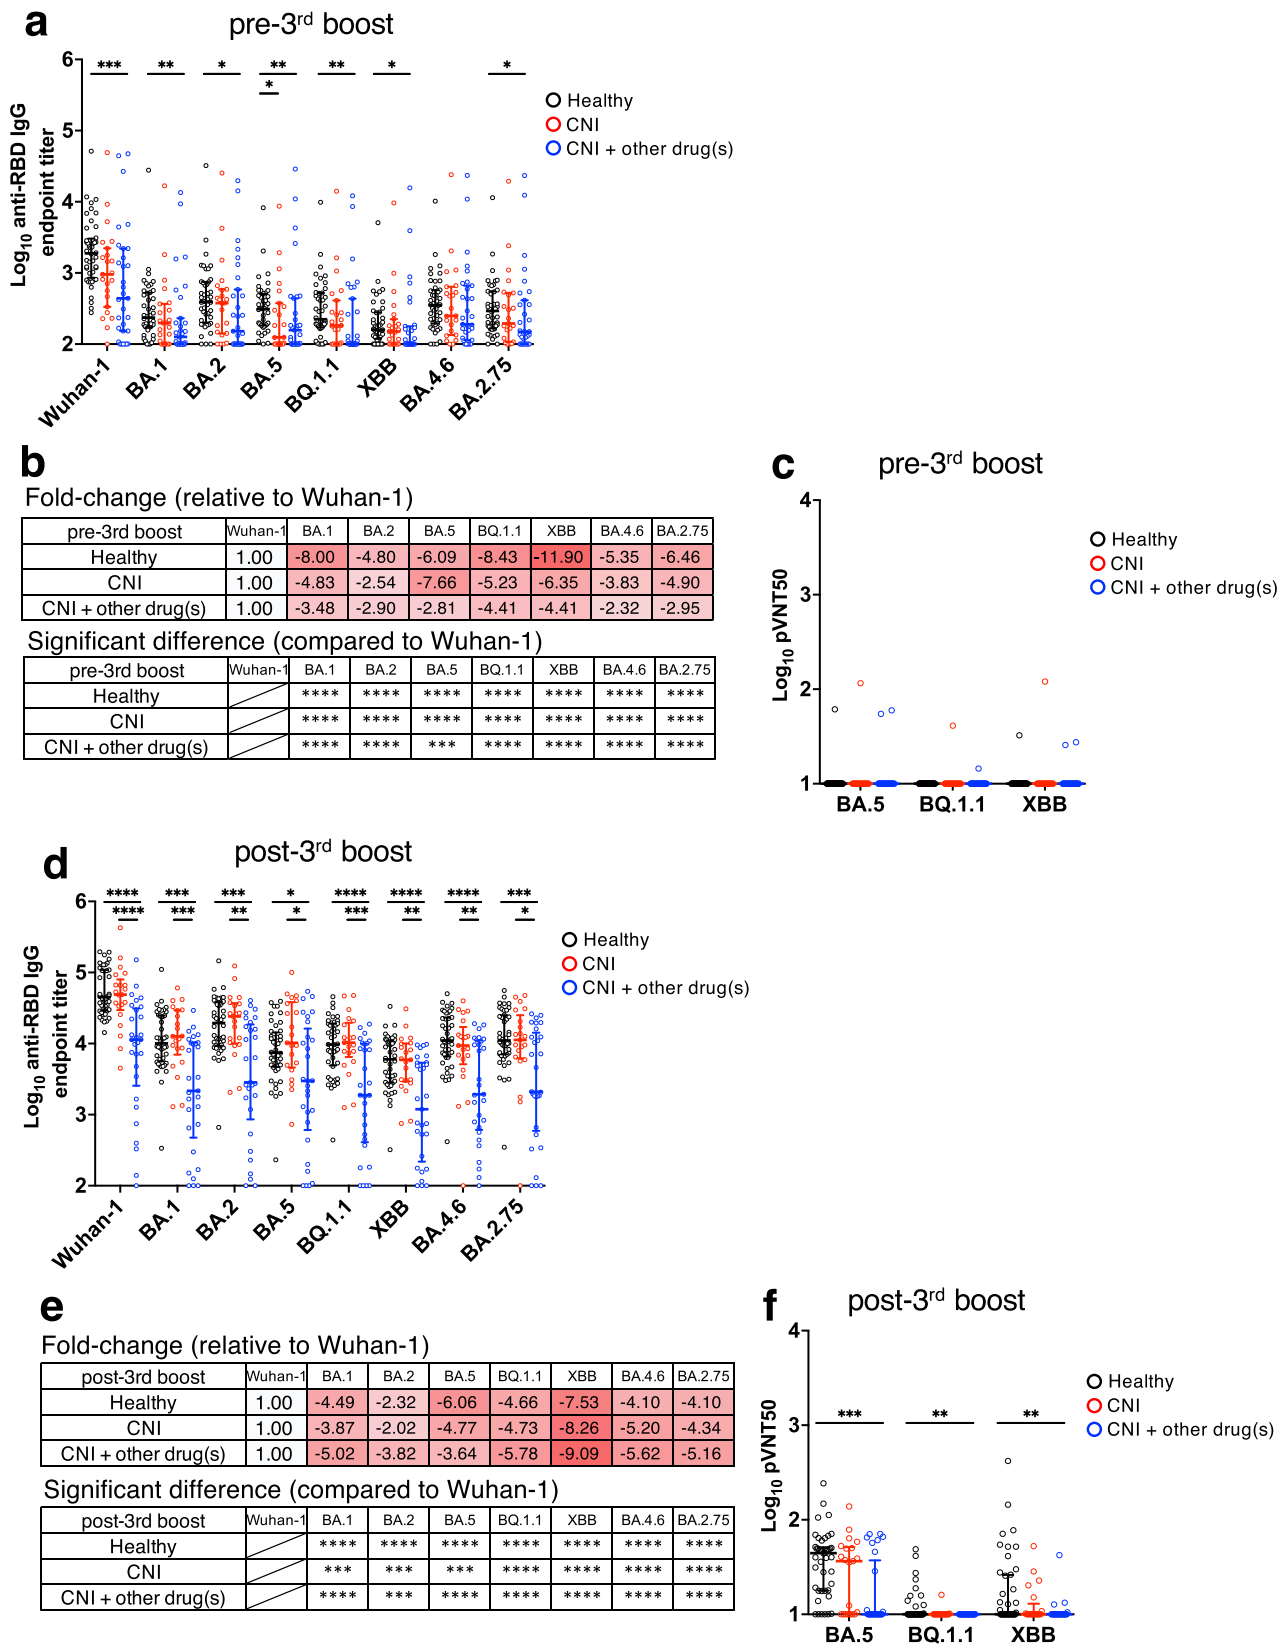 a
pre-3rd boost
6
5
4
3
2
Log10 anti-RBD IgG
endpoint titer
*** ** * ** ** * *
*
Healthy
CNI
CNI + other drug(s)
Wuhan-1 BA.1 BA.2 BA.5 BQ.1.1 XBB BA.4.6 BA.2.75
b
Fold-change (relative to Wuhan-1)
pre-3rd boost Wuhan-1 BA.1 BA.2 BA.5 BQ.1.1 XBB BA.4.6 BA.2.75
Healthy 1.00 -8.00 -4.80 -6.09 -8.43 -11.90 -5.35 -6.46
CNI 1.00 -4.83 -2.54 -7.66 -5.23 -6.35 -3.83 -4.90
CNI + other drug(s) 1.00 -3.48 -2.90 -2.81 -4.41 -4.41 -2.32 -2.95
Significant difference (compared to Wuhan-1)
pre-3rd boost Wuhan-1 BA.1 BA.2 BA.5 BQ.1.1 XBB BA.4.6 BA.2.75
Healthy **** **** **** **** **** **** ****
CNI **** **** **** **** **** **** ****
CNI + other drug(s) **** **** *** **** **** **** ****
c
pre-3rd boost
4
3
2
1
Log10 pVNT50
Healthy
CNI
CNI + other drug(s)
BA.5 BQ.1.1 XBB
d
post-3rd boost
6
5
4
3
2
Log10 anti-RBD IgG
endpoint titer
**** *** *** * **** **** **** ***
**** *** ** * *** ** ** *
Healthy
CNI
CNI + other drug(s)
Wuhan-1 BA.1 BA.2 BA.5 BQ.1.1 XBB BA.4.6 BA.2.75
e
Fold-change (relative to Wuhan-1)
post-3rd boost Wuhan-1 BA.1 BA.2 BA.5 BQ.1.1 XBB BA.4.6 BA.2.75
Healthy 1.00 -4.49 -2.32 -6.06 -4.66 -7.53 -4.10 -4.10
CNI 1.00 -3.87 -2.02 -4.77 -4.73 -8.26 -5.20 -4.34
CNI + other drug(s) 1.00 -5.02 -3.82 -3.64 -5.78 -9.09 -5.62 -5.16
Significant difference (compared to Wuhan-1)
post-3rd boost Wuhan-1 BA.1 BA.2 BA.5 BQ.1.1 XBB BA.4.6 BA.2.75
Healthy **** **** **** **** **** **** ****
CNI *** *** *** **** **** **** ****
CNI + other drug(s) **** *** **** **** **** **** ****
f
post-3rd boost
4
3
2
1
Log10 pVNT50
*** ** **
Healthy
CNI
CNI + other drug(s)
BA.5 BQ.1.1 XBB